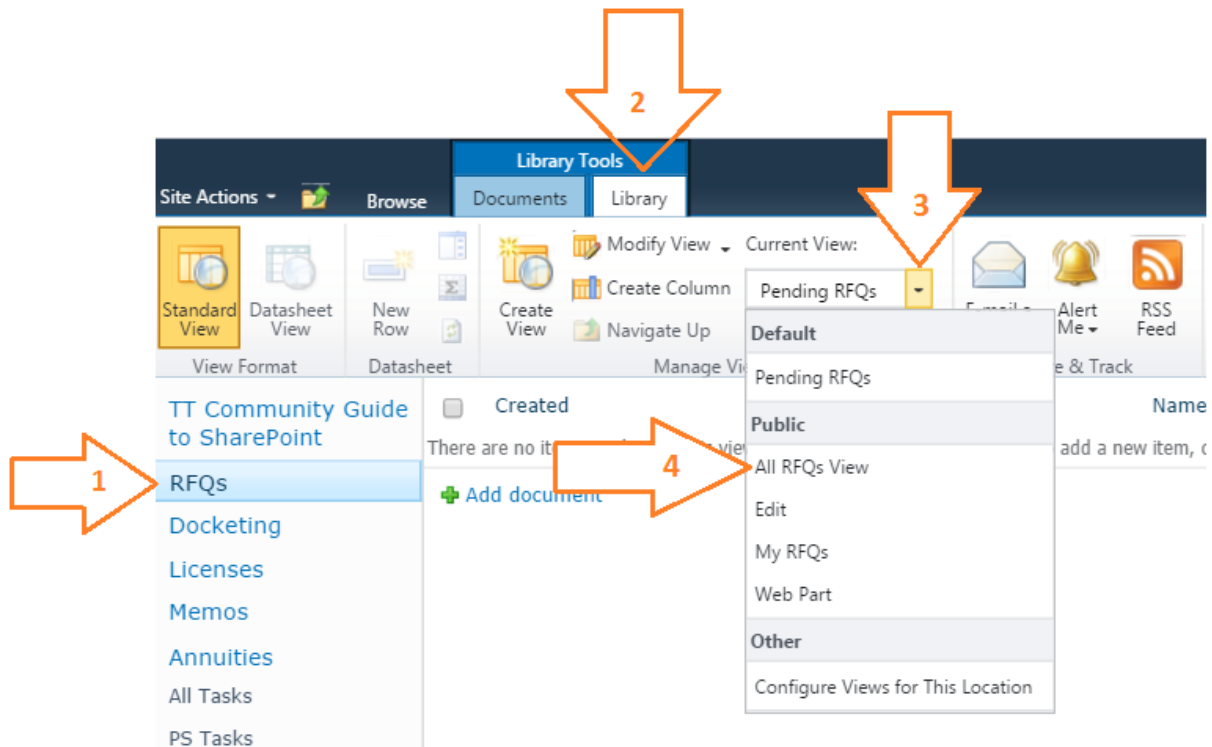 2
3
Library Tools
Site Actions
Browse
Documents
Library
Modify View
Current View:
Create Column
Pending RFQs
Standard View
Datasheet View
New Row
Create View
Navigate Up
Alert Me
RSS Feed
Default
View Format
Datasheet
Manage
Pending RFQs
& Track
TT Community Guide
to SharePoint
Created
Public
Name
There are no
add a new item,
4
All RFQs View
1
RFQs
Add document
Edit
Docketing
My RFQs
Licenses
Web Part
Memos
Other
Annuities
Configure Views for This Location
All Tasks
PS Tasks